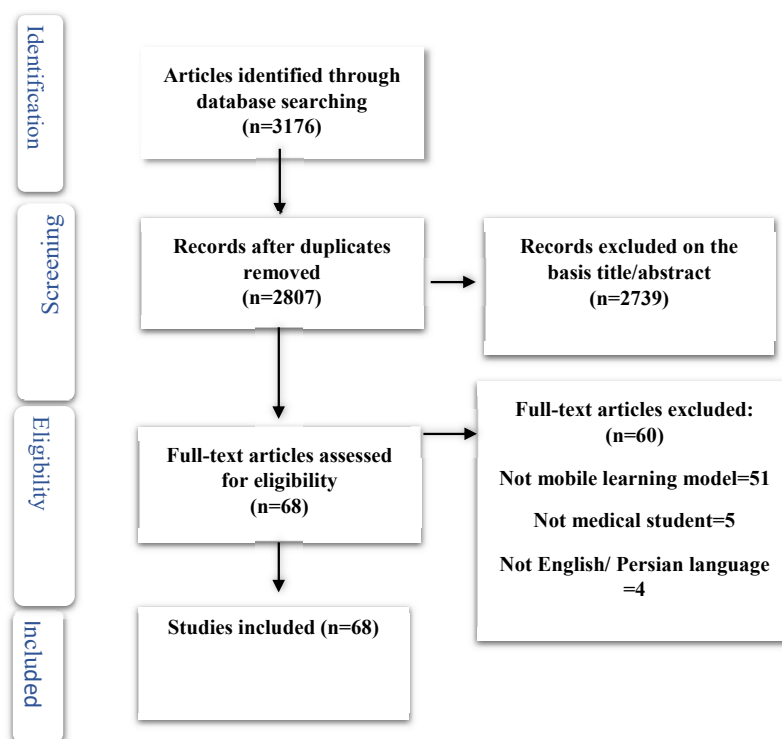 Identification
Articles identified through
database searching
(n=3176)
Screening
Records after duplicates
removed
(n=2807)
Records excluded on the
basis title/abstract
(n=2739)
Eligibility
Full-text articles assessed
for eligibility
(n=68)
Full-text articles excluded:
(n=60)
Not mobile learning model=51
Not medical student=5
Not English/ Persian language
=4
Included
Studies included (n=68)